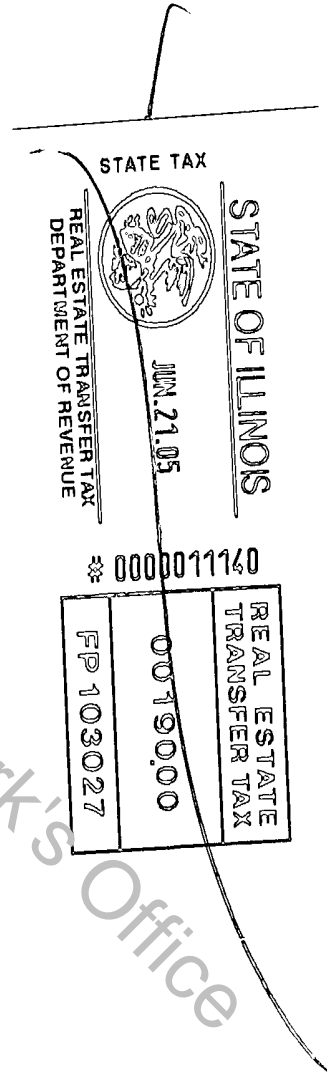 STATE TAX
STATE OF ILLINOIS
JUN.21.05
REAL ESTATE TRANSFER TAX
DEPARTMENT OF REVENUE
# 0000011140
REAL ESTATE
TRANSFER TAX
0019000
FP 103027
rk's Office